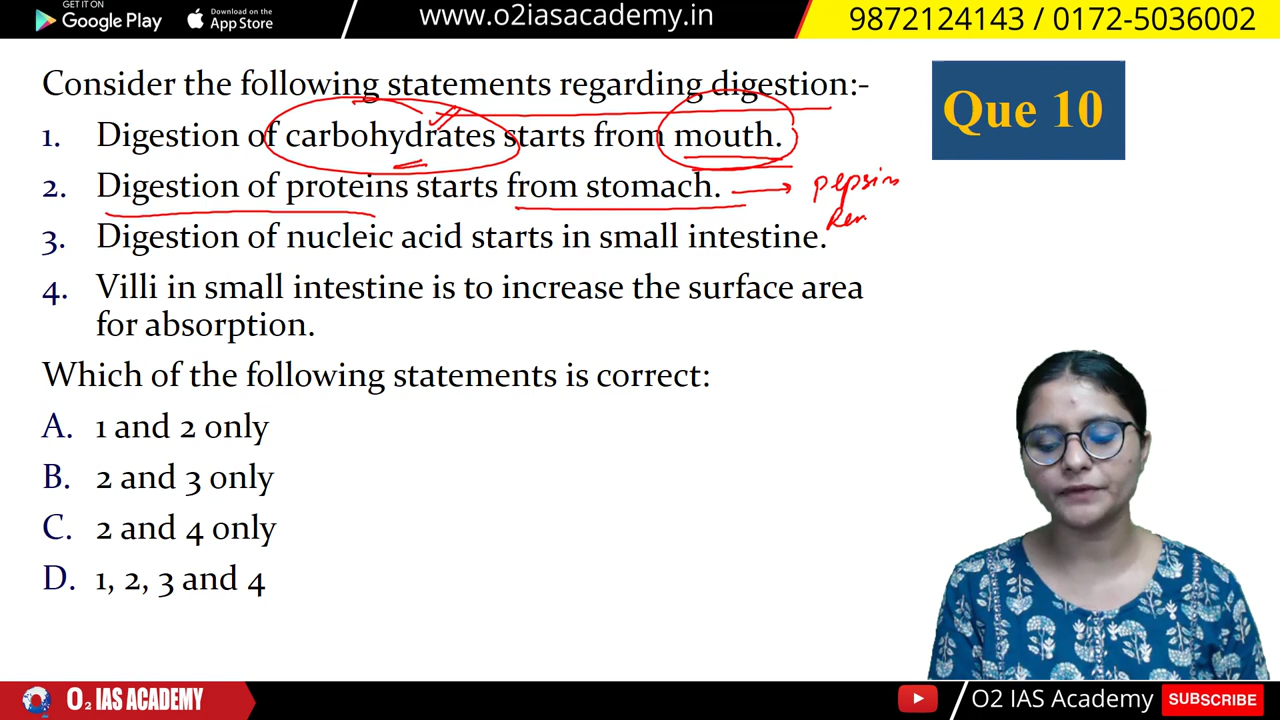 GET IT ON
Google Play
Download on the
App Store
www.o2iasacademy.in
9872124143 / 0172-5036002
Consider the following statements regarding digestion:-
Que 10
1. Digestion of carbohydrates starts from mouth.
2. Digestion of proteins starts from stomach.
pepsin
Ren
3. Digestion of nucleic acid starts in small intestine.
4. Villi in small intestine is to increase the surface area
for absorption.
Which of the following statements is correct:
A. 1 and 2 only
B. 2 and 3 only
C. 2 and 4 only
D. 1, 2, 3 and 4
O2 IAS ACADEMY
O2 IAS Academy
SUBSCRIBE